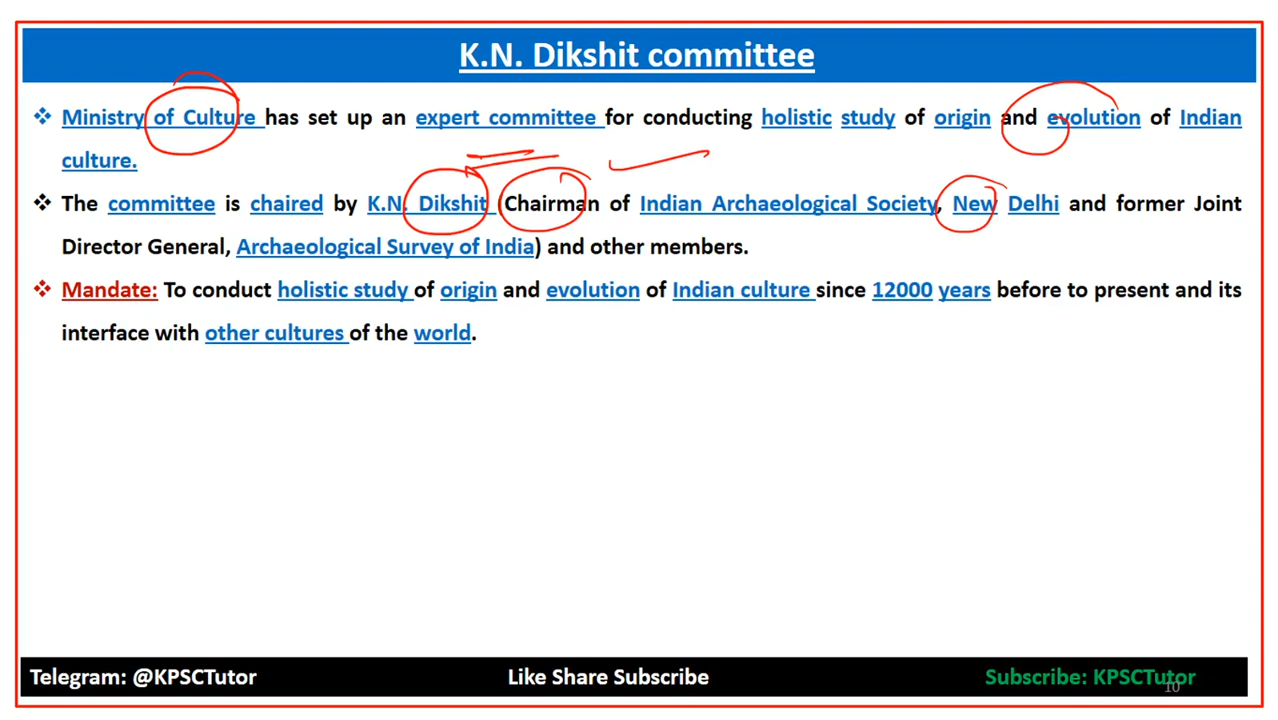 K.N. Dikshit committee
❖ Ministry of Culture has set up an expert committee for conducting holistic study of origin and evolution of Indian
culture.
❖ The committee is chaired by K.N. Dikshit (Chairman of Indian Archaeological Society, New Delhi and former Joint
Director General, Archaeological Survey of India) and other members.
❖ Mandate: To conduct holistic study of origin and evolution of Indian culture since 12000 years before to present and its
interface with other cultures of the world.
Telegram: @KPSCTutor Like Share Subscribe Subscribe: KPSCTutor
10